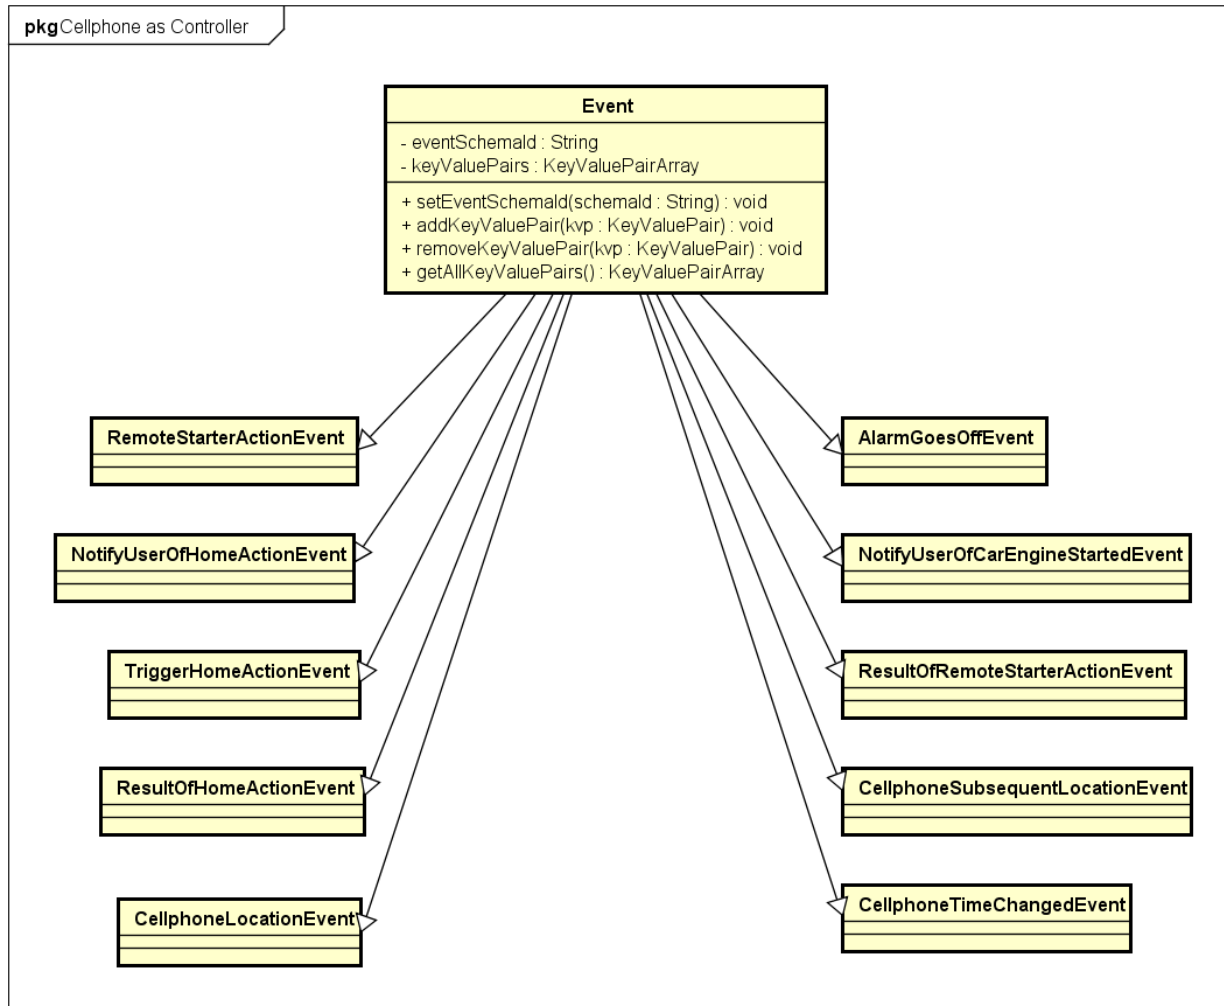 pkg Cellphone as Controller
Event
- eventSchemaId : String
- keyValuePairs : KeyValuePairArray
+ setEventSchemaId(schemaId : String) : void
+ addKeyValuePair(kvp : KeyValuePair) : void
+ removeKeyValuePair(kvp : KeyValuePair) : void
+ getAllKeyValuePairs() : KeyValuePairArray
RemoteStarterActionEvent
AlarmGoesOffEvent
NotifyUserOfHomeActionEvent
NotifyUserOfCarEngineStartedEvent
TriggerHomeActionEvent
ResultOfRemoteStarterActionEvent
ResultOfHomeActionEvent
CellphoneSubsequentLocationEvent
CellphoneLocationEvent
CellphoneTimeChangedEvent